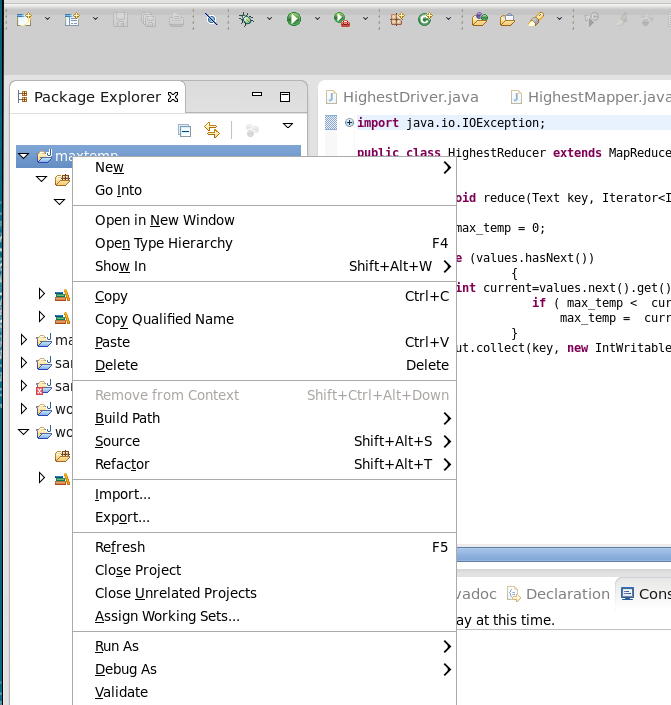 Package Explorer
HighestDriver.java
HighestMapper.java
import java.io.IOException;
maxtemp
public class HighestReducer extends MapReduce
New
Go Into
oid reduce(Text key, Iterator<I
Open in New Window
max_temp = 0;
Open Type Hierarchy F4
e (values.hasNext())
Show In Shift+Alt+W
{
int current=values.next().get()
Copy Ctrl+C
if ( max_temp < curr
Copy Qualified Name
max_temp = curr
ma
Paste Ctrl+V
}
ut.collect(key, new IntWritable
sar
Delete Delete
sar
Remove from Context Shift+Ctrl+Alt+Down
wo
Build Path
wo
Source Shift+Alt+S
Refactor Shift+Alt+T
Import...
Export...
Refresh F5
Close Project
Close Unrelated Projects
vadoc
Declaration
Cons
Assign Working Sets...
ay at this time.
Run As
Debug As
Validate